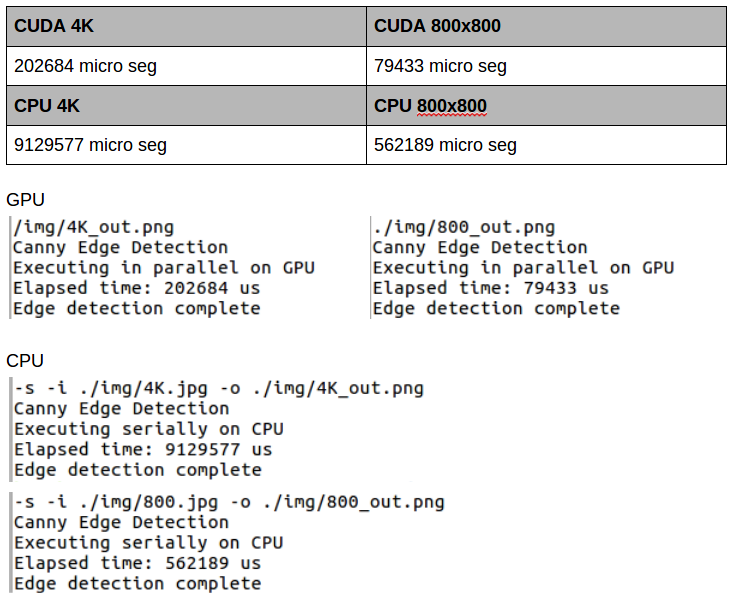 CUDA 4K CUDA 800x800
202684 micro seg 79433 micro seg
CPU 4K CPU 800x800
9129577 micro seg 562189 micro seg
GPU
/img/4K_out.png
Canny Edge Detection
Executing in parallel on GPU
Elapsed time: 202684 us
Edge detection complete
./img/800_out.png
Canny Edge Detection
Executing in parallel on GPU
Elapsed time: 79433 us
Edge detection complete
CPU
-s -i ./img/4K.jpg -o ./img/4K_out.png
Canny Edge Detection
Executing serially on CPU
Elapsed time: 9129577 us
Edge detection complete
-s -i ./img/800.jpg -o ./img/800_out.png
Canny Edge Detection
Executing serially on CPU
Elapsed time: 562189 us
Edge detection complete